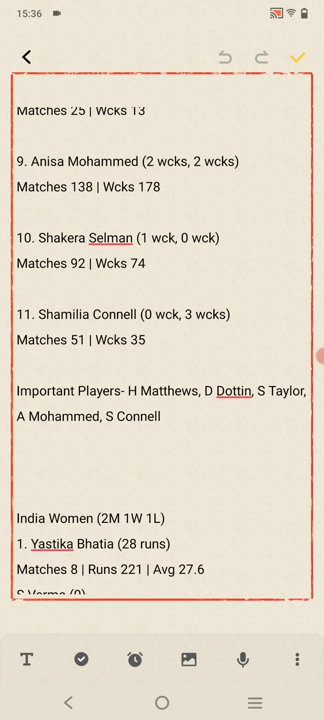 15:36
Matches 25 | Wcks 13
9. Anisa Mohammed (2 wcks, 2 wcks)
Matches 138 | Wcks 178
10. Shakera Selman (1 wck, 0 wck)
Matches 92 | Wcks 74
11. Shamilia Connell (0 wck, 3 wcks)
Matches 51 | Wcks 35
Important Players- H Matthews, D Dottin, S Taylor,
A Mohammed, S Connell
India Women (2M 1W 1L)
1. Yastika Bhatia (28 runs)
Matches 8 | Runs 221 | Avg 27.6
S Verma (0)
T